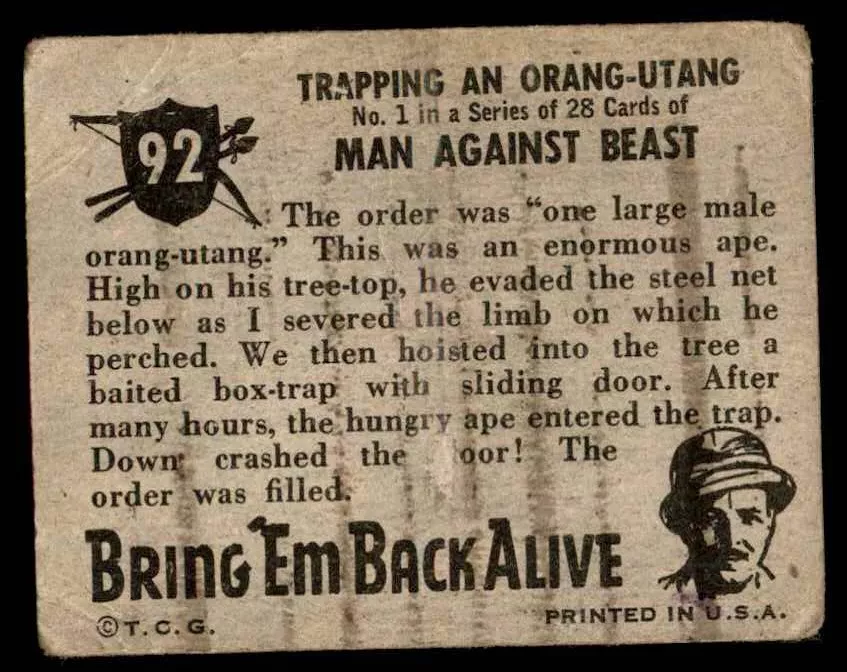 92
TRAPPING AN ORANG-UTANG
No. 1 in a Series of 28 Cards of
MAN AGAINST BEAST
The order was “one large male
orang-utang.” This was an enormous ape.
High on his tree-top, he evaded the steel net
below as I severed the limb on which he
perched. We then hoisted into the tree a
baited box-trap with sliding door. After
many hours, the hungry ape entered the trap.
Down crashed the oor! The
order was filled.
BRING 'EM BACK ALIVE
© T. C. G.
PRINTED IN U.S.A.